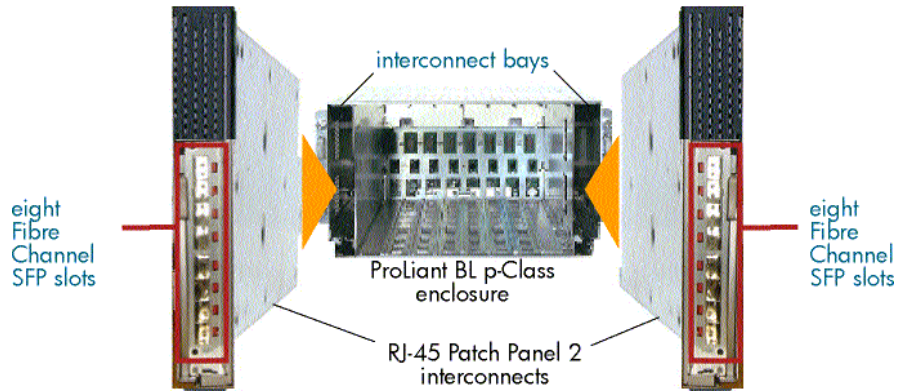 interconnect bays
eight
Fibre
Channel
SFP slots
eight
Fibre
Channel
SFP slots
ProLiant BL p-Class
enclosure
RJ-45 Patch Panel 2
interconnects